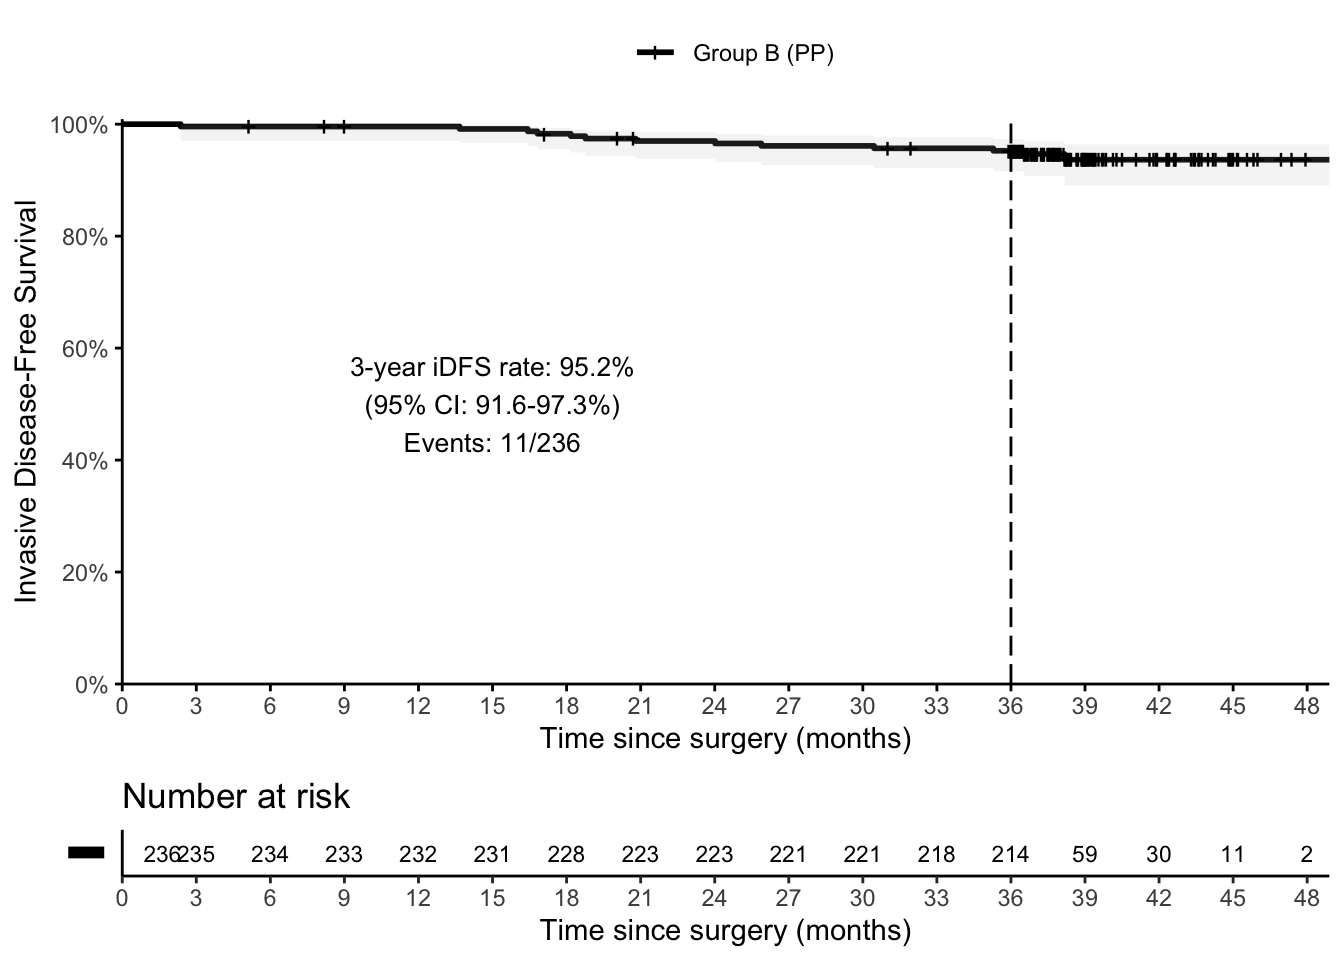 Group B (PP)
100%
80%
60%
40%
20%
0%
Invasive Disease-Free Survival
3-year iDFS rate: 95.2%
(95% CI: 91.6-97.3%)
Events: 11/236
0 3 6 9 12 15 18 21 24 27 30 33 36 39 42 45 48
Time since surgery (months)
Number at risk
236 235 234 233 232 231 228 223 223 221 221 218 214 59 30 11 2
0 3 6 9 12 15 18 21 24 27 30 33 36 39 42 45 48
Time since surgery (months)